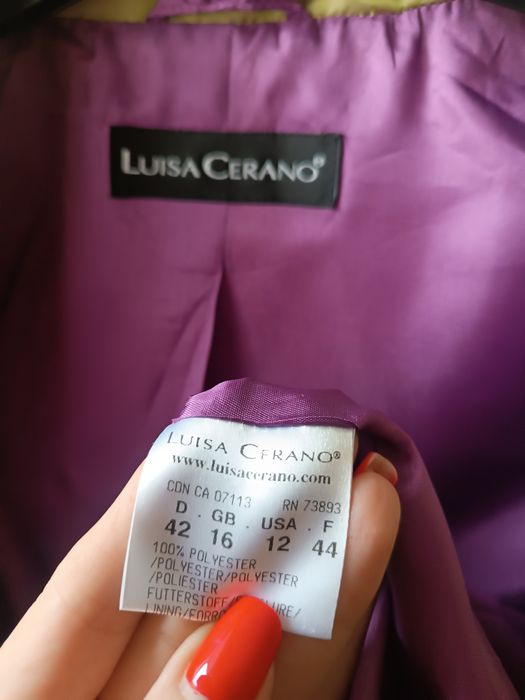 LUISA CERANO®
LUISA CERANO®
www.luisacerano.com
CDN CA 07113 RN 73893
D · GB · USA · F
42 16 12 44
100% POLYESTER
/POLYESTER/POLYESTER
/POLIESTER
FUTTERSTOFF/
LINING/